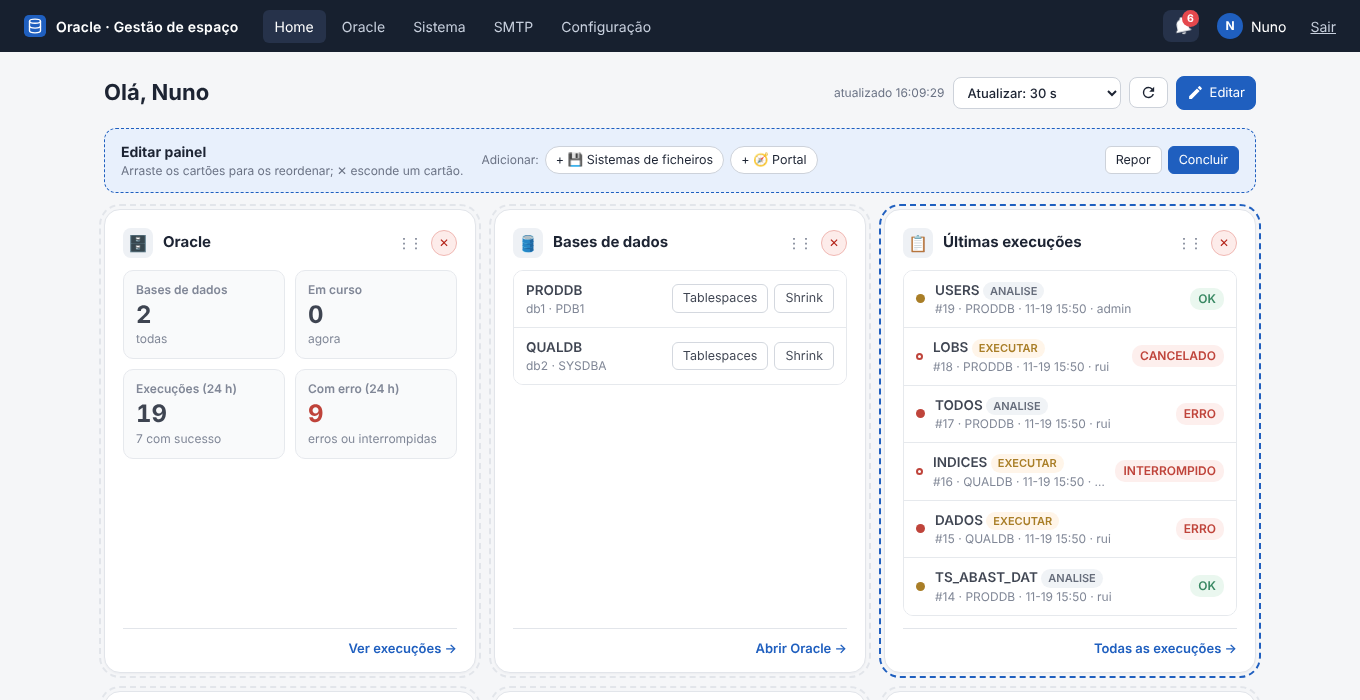 Oracle · Gestão de espaço
Home
Oracle
Sistema
SMTP
Configuração
6
N
Nuno
Sair
Olá, Nuno
atualizado 16:09:29
Atualizar: 30 s
Editar
Editar painel
Arraste os cartões para os reordenar; ✕ esconde um cartão.
Adicionar:
+ 💾 Sistemas de ficheiros
+ 🧭 Portal
Repor
Concluir
Oracle
Bases de dados
2
todas
Em curso
0
agora
Execuções (24 h)
19
7 com sucesso
Com erro (24 h)
9
erros ou interrompidas
Ver execuções →
Bases de dados
PRODDB
db1 · PDB1
Tablespaces
Shrink
QUALDB
db2 · SYSDBA
Tablespaces
Shrink
Abrir Oracle →
Últimas execuções
USERS ANALISE
#19 · PRODDB · 11-19 15:50 · admin
OK
LOBS EXECUTAR
#18 · PRODDB · 11-19 15:50 · rui
CANCELADO
TODOS ANALISE
#17 · PRODDB · 11-19 15:50 · rui
ERRO
INDICES EXECUTAR
#16 · QUALDB · 11-19 15:50 · ...
INTERROMPIDO
DADOS EXECUTAR
#15 · QUALDB · 11-19 15:50 · rui
ERRO
TS_ABAST_DAT ANALISE
#14 · PRODDB · 11-19 15:50 · rui
OK
Todas as execuções →